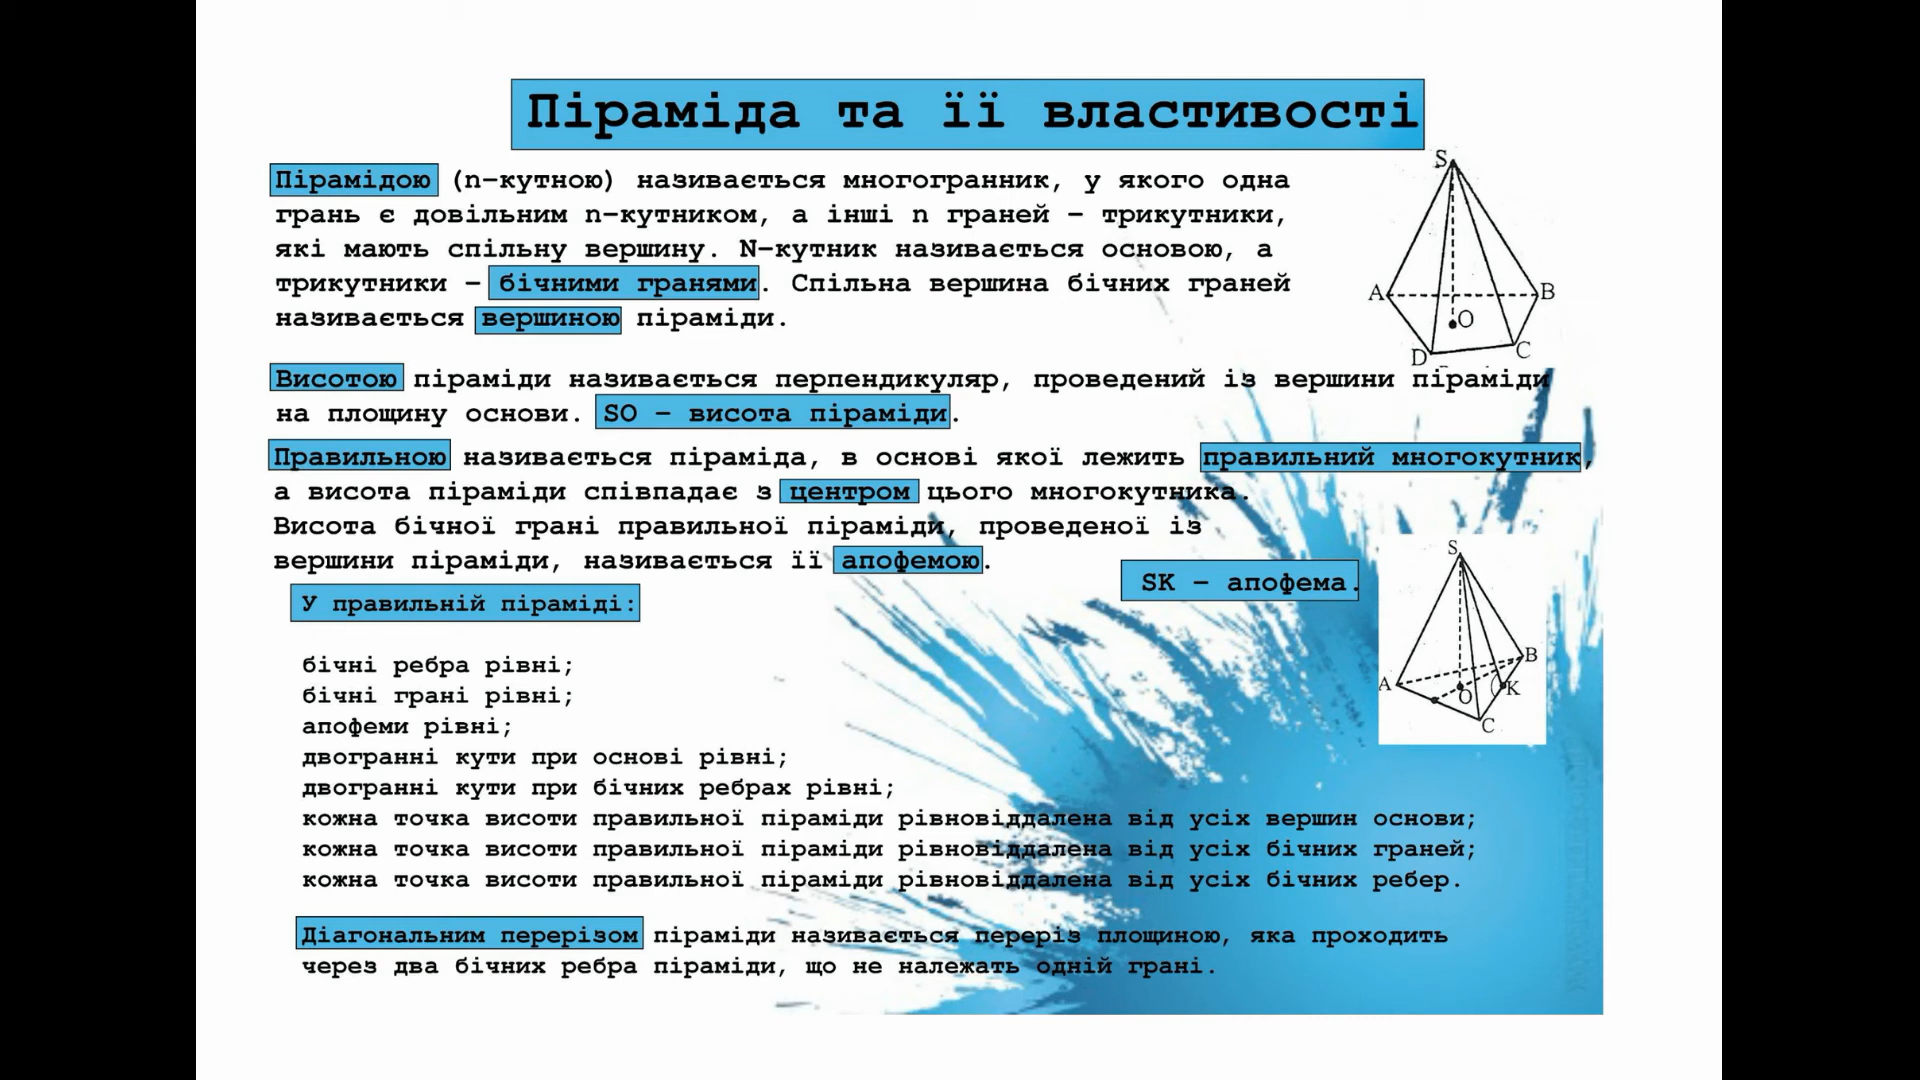 Піраміда та її властивості
Пірамідою (n-кутною) називається многогранник, у якого одна
грань є довільним n-кутником, а інші n граней - трикутники,
які мають спільну вершину. N-кутник називається основою, а
трикутники - бічними гранями. Спільна вершина бічних граней
називається вершиною піраміди.
S
A
B
O
D
C
Висотою піраміди називається перпендикуляр, проведений із вершини піраміди
на площину основи. SO - висота піраміди.
Правильною називається піраміда, в основі якої лежить правильний многокутник,
а висота піраміди співпадає з центром цього многокутника.
Висота бічної грані правильної піраміди, проведеної із
вершини піраміди, називається її апофемою.
SK - апофема.
S
A
B
O
K
C
У правильній піраміді:
бічні ребра рівні;
бічні грані рівні;
апофеми рівні;
двогранні кути при основі рівні;
двогранні кути при бічних ребрах рівні;
кожна точка висоти правильної піраміди рівновіддалена від усіх вершин основи;
кожна точка висоти правильної піраміди рівновіддалена від усіх бічних граней;
кожна точка висоти правильної піраміди рівновіддалена від усіх бічних ребер.
Діагональним перерізом піраміди називається переріз площиною, яка проходить
через два бічних ребра піраміди, що не належать одній грані.